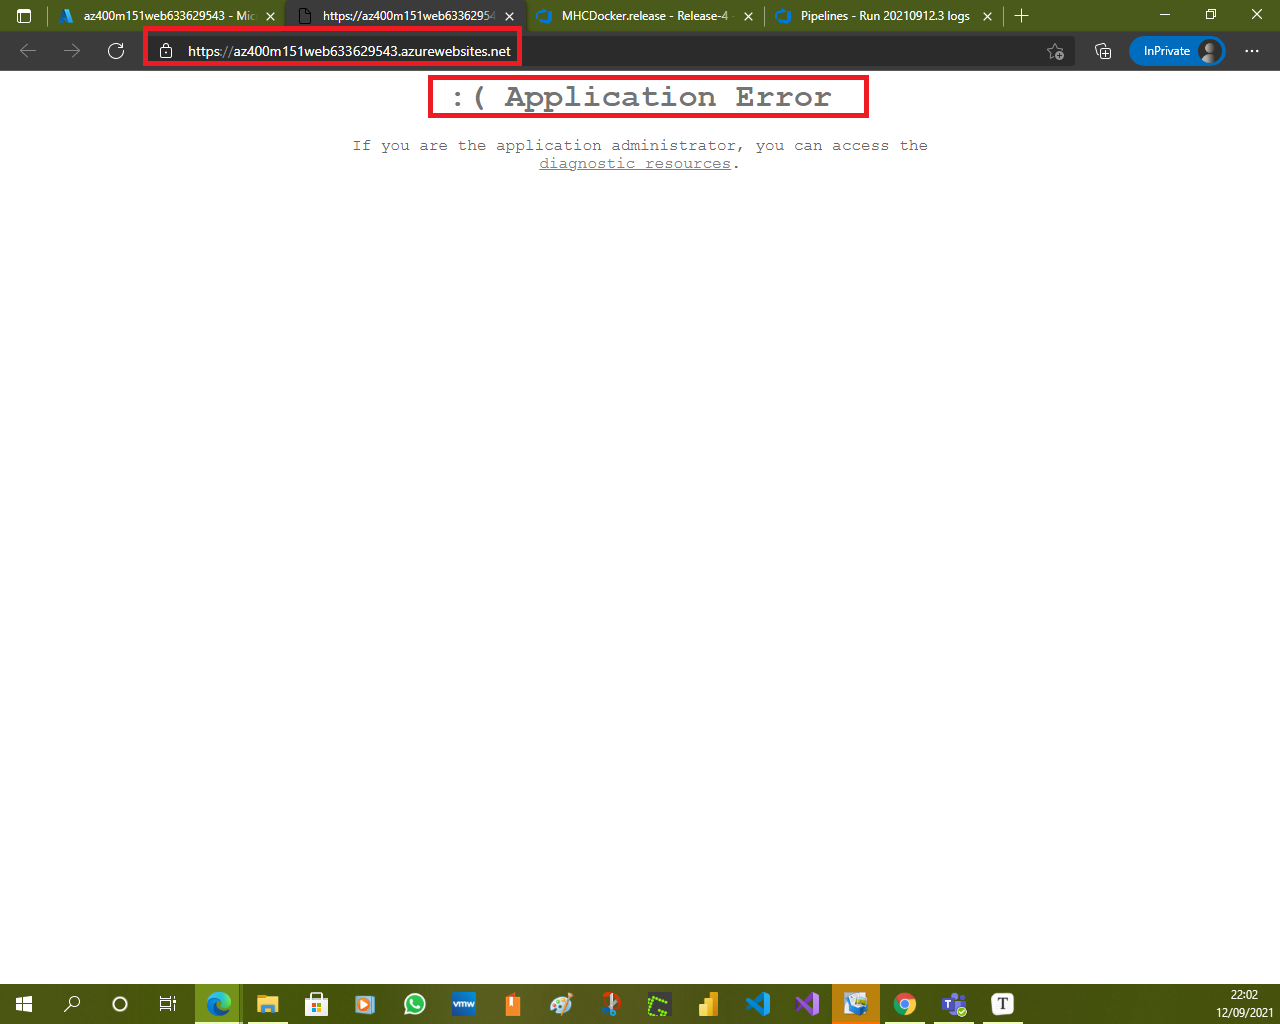 az400m151web633629543 - Mic
https://az400m151web63362954
MHCDocker.release - Release-4
Pipelines - Run 20210912.3 logs
https://az400m151web633629543.azurewebsites.net
InPrivate
:( Application Error
If you are the application administrator, you can access the
diagnostic resources.
vmw
T
22:02
12/09/2021